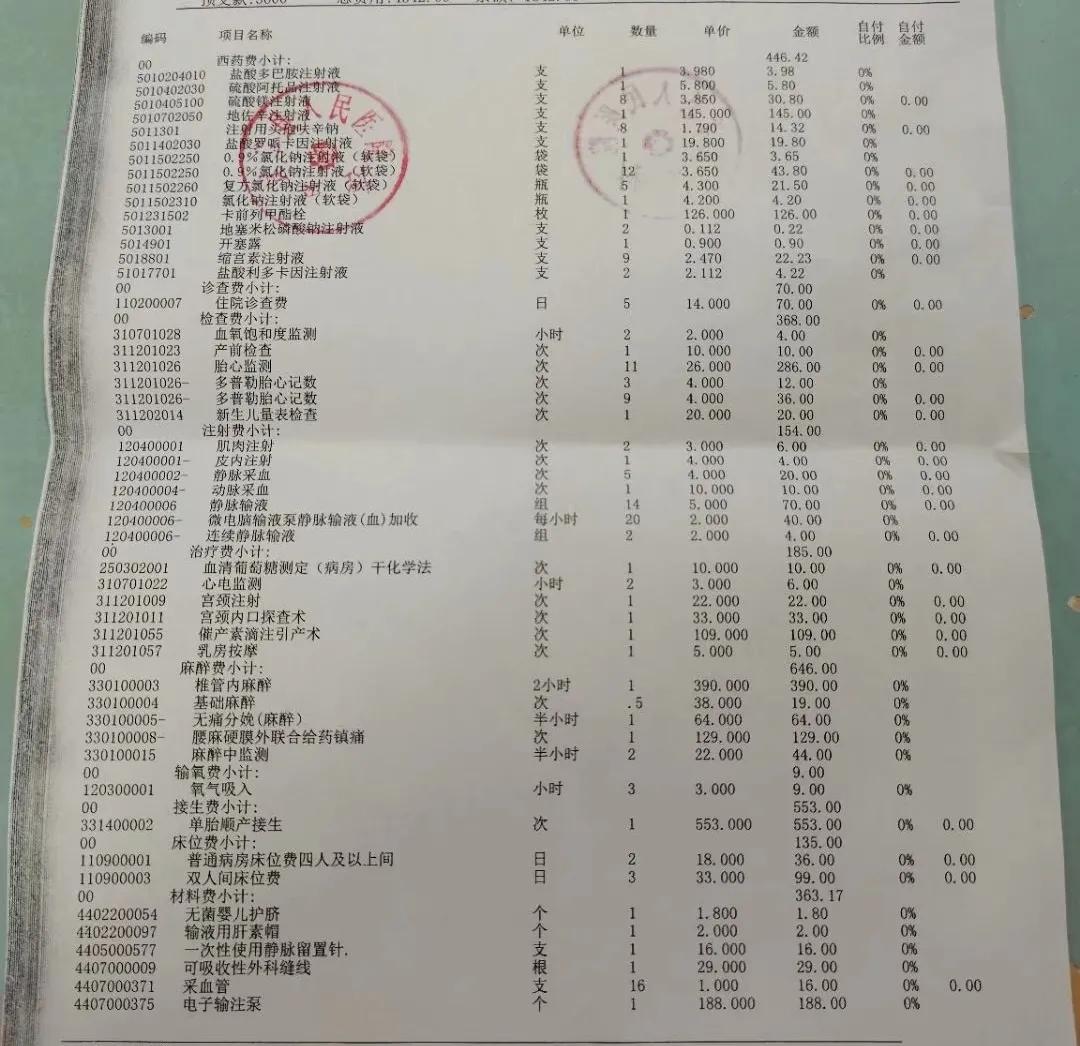 预交款:5000
编码 项目名称 单位 数量 单价 金额 自付比例 自付金额
00 西药费小计: 446.42
5010204010 盐酸多巴胺注射液 支 1 3.980 3.98 0%
5010402030 硫酸阿托品注射液 支 1 5.800 5.80 0%
5010405100 硫酸镁注射液 支 8 3.850 30.80 0% 0.00
5010702050 地佐辛注射液 支 1 145.000 145.00 0%
5011301 注射用头孢呋辛钠 支 8 1.790 14.32 0% 0.00
5011402030 盐酸罗哌卡因注射液 支 1 19.800 19.80 0%
5011502250 0.9%氯化钠注射液（软袋） 袋 1 3.650 3.65 0%
5011502250 0.9%氯化钠注射液（软袋） 袋 12 3.650 43.80 0% 0.00
5011502260 复方氯化钠注射液（软袋） 瓶 5 4.300 21.50 0% 0.00
5011502310 氯化钠注射液（软袋） 瓶 1 4.200 4.20 0% 0.00
501231502 卡前列甲酯栓 枚 1 126.000 126.00 0% 0.00
5013001 地塞米松磷酸钠注射液 支 2 0.112 0.22 0% 0.00
5014901 开塞露 支 1 0.900 0.90 0% 0.00
5018801 缩宫素注射液 支 9 2.470 22.23 0% 0.00
51017701 盐酸利多卡因注射液 支 2 2.112 4.22 0%
00 诊查费小计: 70.00
110200007 住院诊查费 日 5 14.000 70.00 0% 0.00
00 检查费小计: 368.00
310701028 血氧饱和度监测 小时 2 2.000 4.00 0%
311201023 产前检查 次 1 10.000 10.00 0% 0.00
311201026 胎心监测 次 11 26.000 286.00 0% 0.00
311201026- 多普勒胎心记数 次 3 4.000 12.00 0%
311201026- 多普勒胎心记数 次 9 4.000 36.00 0% 0.00
311202014 新生儿量表检查 次 1 20.000 20.00 0% 0.00
00 注射费小计: 154.00
120400001 肌肉注射 次 2 3.000 6.00 0% 0.00
120400001- 皮内注射 次 1 4.000 4.00 0% 0.00
120400002- 静脉采血 次 5 4.000 20.00 0% 0.00
120400004- 动脉采血 次 1 10.000 10.00 0% 0.00
120400006 静脉输液 组 14 5.000 70.00 0% 0.00
120400006- 微电脑输液泵静脉输液(血)加收 每小时 20 2.000 40.00 0%
120400006- 连续静脉输液 组 2 2.000 4.00 0% 0.00
00 治疗费小计: 185.00
250302001 血清葡萄糖测定（病房）干化学法 次 1 10.000 10.00 0% 0.00
310701022 心电监测 小时 2 3.000 6.00 0%
311201009 宫颈注射 次 1 22.000 22.00 0% 0.00
311201011 宫颈内口探查术 次 1 33.000 33.00 0% 0.00
311201055 催产素滴注引产术 次 1 109.000 109.00 0% 0.00
311201057 乳房按摩 次 1 5.000 5.00 0% 0.00
00 麻醉费小计: 646.00
330100003 椎管内麻醉 2小时 1 390.000 390.00 0%
330100004 基础麻醉 次 .5 38.000 19.00 0%
330100005- 无痛分娩(麻醉） 半小时 1 64.000 64.00 0%
330100008- 腰麻硬膜外联合给药镇痛 次 1 129.000 129.00 0%
330100015 麻醉中监测 半小时 2 22.000 44.00 0%
00 输氧费小计: 9.00
120300001 氧气吸入 小时 3 3.000 9.00 0%
00 接生费小计: 553.00
331400002 单胎顺产接生 次 1 553.000 553.00 0% 0.00
00 床位费小计: 135.00
110900001 普通病房床位费四人及以上间 日 2 18.000 36.00 0% 0.00
110900003 双人间床位费 日 3 33.000 99.00 0% 0.00
00 材料费小计: 363.17
4402200054 无菌婴儿护脐 个 1 1.800 1.80 0%
4402200097 输液用肝素帽 个 1 2.000 2.00 0%
4405000577 一次性使用静脉留置针. 支 1 16.000 16.00 0%
4407000009 可吸收性外科缝线 根 1 29.000 29.00 0%
4407000371 采血管 支 16 1.000 16.00 0% 0.00
4407000375 电子输注泵 个 1 188.000 188.00 0%
人民医